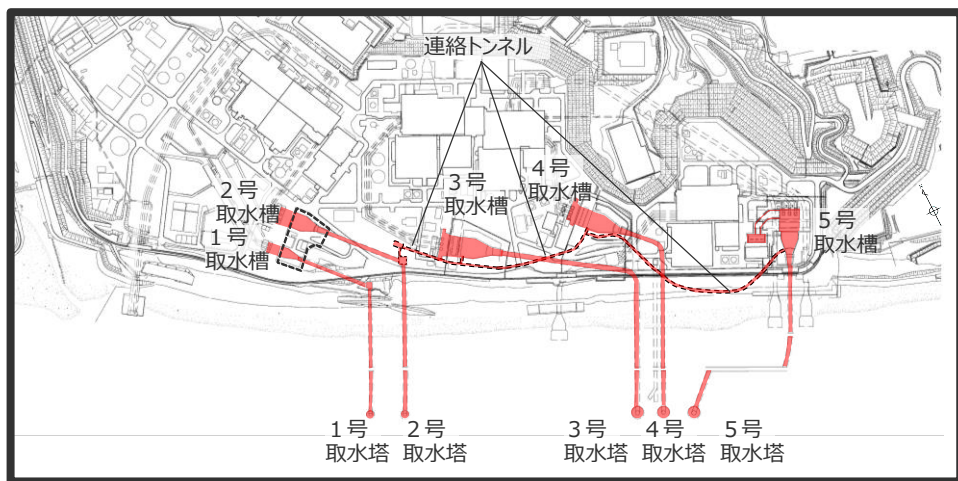 連絡トンネル
2号
取水槽
1号
取水槽
3号
取水槽
4号
取水槽
5号
取水槽
1号
取水塔
2号
取水塔
3号
取水塔
4号
取水塔
5号
取水塔